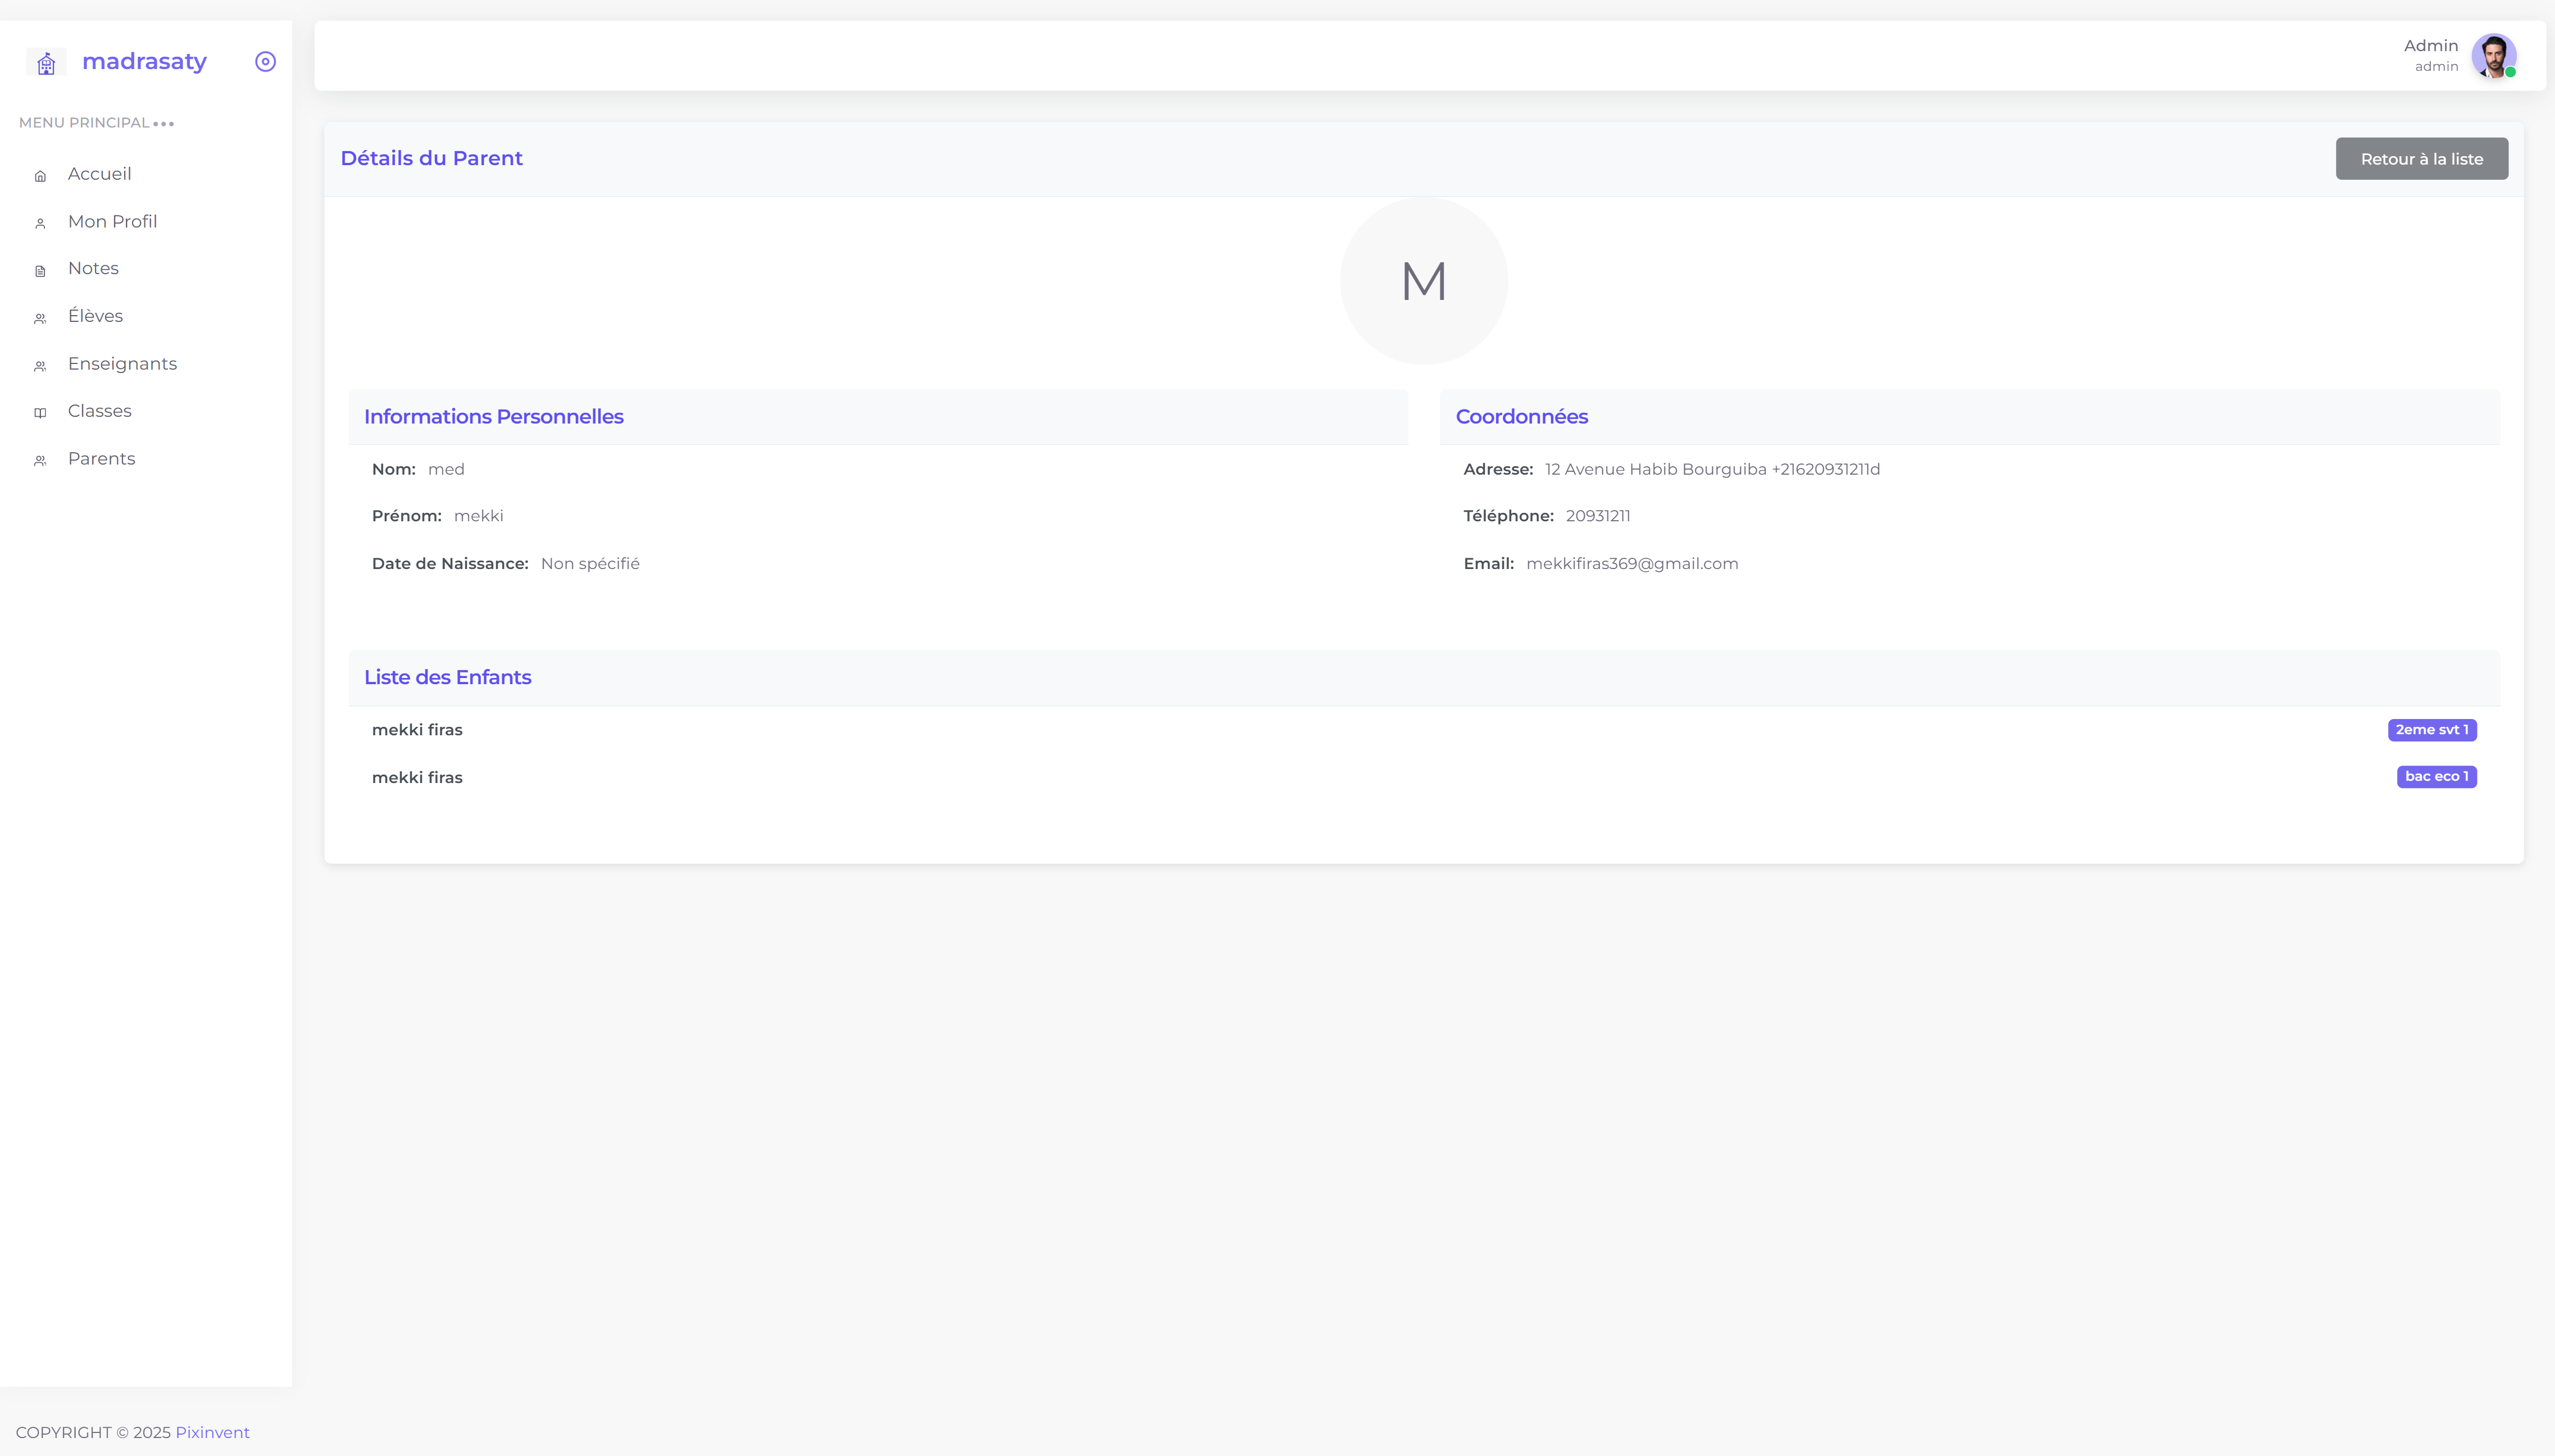 madrasaty
MENU PRINCIPAL
Accueil
Mon Profil
Notes
Élèves
Enseignants
Classes
Parents
Admin
admin
Détails du Parent
Retour à la liste
M
Informations Personnelles
Nom: med
Prénom: mekki
Date de Naissance: Non spécifié
Coordonnées
Adresse: 12 Avenue Habib Bourguiba +21620931211d
Téléphone: 20931211
Email: mekkifiras369@gmail.com
Liste des Enfants
mekki firas 2eme svt 1
mekki firas bac eco 1
COPYRIGHT © 2025 Pixinvent